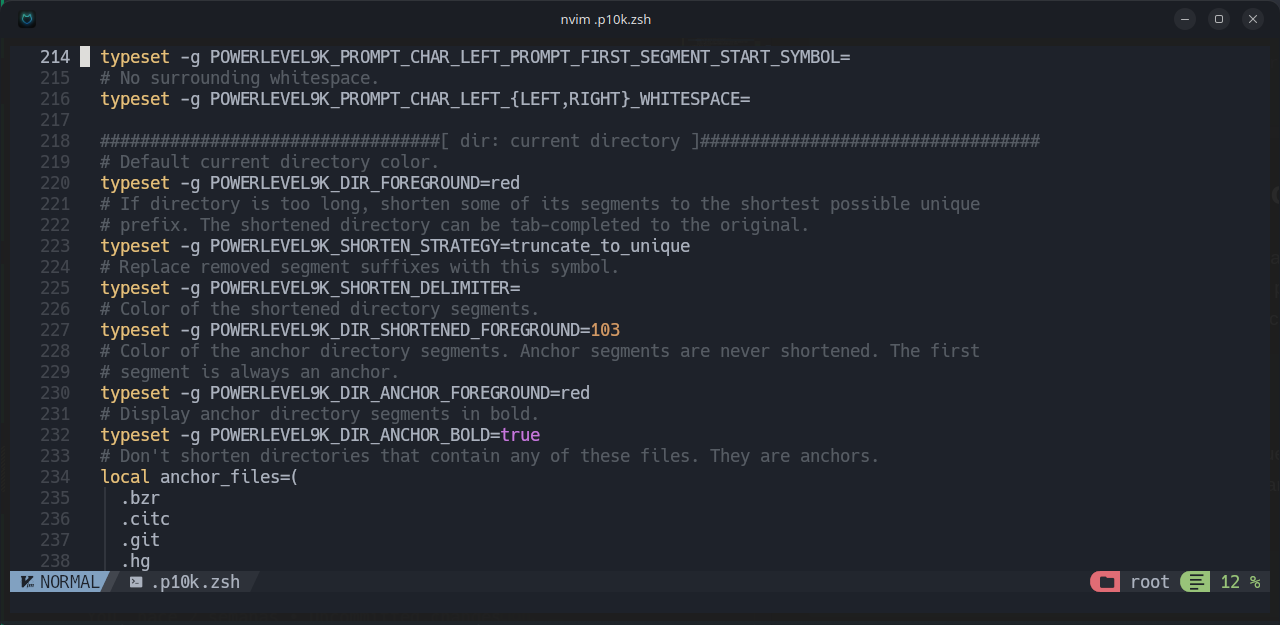 nvim .p10k.zsh
214 typeset -g POWERLEVEL9K_PROMPT_CHAR_LEFT_PROMPT_FIRST_SEGMENT_START_SYMBOL=
215 # No surrounding whitespace.
216 typeset -g POWERLEVEL9K_PROMPT_CHAR_LEFT_{LEFT,RIGHT}_WHITESPACE=
217
218 ##################################[ dir: current directory ]##################################
219 # Default current directory color.
220 typeset -g POWERLEVEL9K_DIR_FOREGROUND=red
221 # If directory is too long, shorten some of its segments to the shortest possible unique
222 # prefix. The shortened directory can be tab-completed to the original.
223 typeset -g POWERLEVEL9K_SHORTEN_STRATEGY=truncate_to_unique
224 # Replace removed segment suffixes with this symbol.
225 typeset -g POWERLEVEL9K_SHORTEN_DELIMITER=
226 # Color of the shortened directory segments.
227 typeset -g POWERLEVEL9K_DIR_SHORTENED_FOREGROUND=103
228 # Color of the anchor directory segments. Anchor segments are never shortened. The first
229 # segment is always an anchor.
230 typeset -g POWERLEVEL9K_DIR_ANCHOR_FOREGROUND=red
231 # Display anchor directory segments in bold.
232 typeset -g POWERLEVEL9K_DIR_ANCHOR_BOLD=true
233 # Don't shorten directories that contain any of these files. They are anchors.
234 local anchor_files=(
235 .bzr
236 .citc
237 .git
238 .hg
NORMAL .p10k.zsh root 12 %